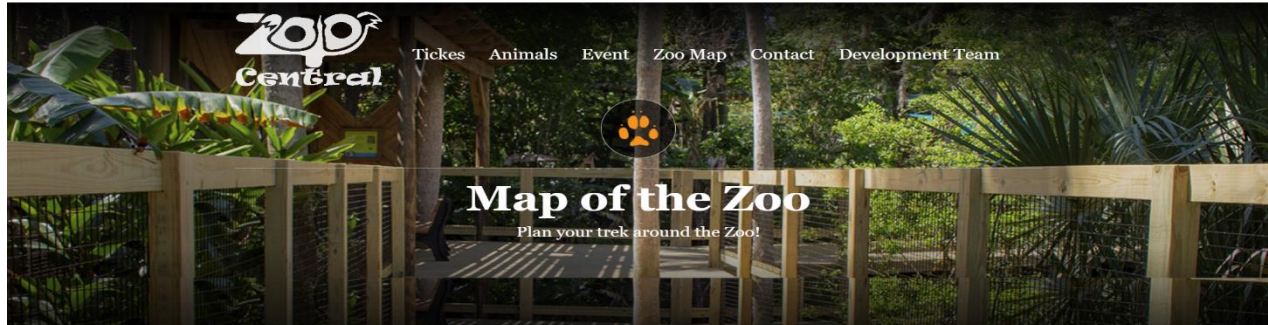 Zoo
Central
Tickes Animals Event Zoo Map Contact Development Team
Map of the Zoo
Plan your trek around the Zoo!